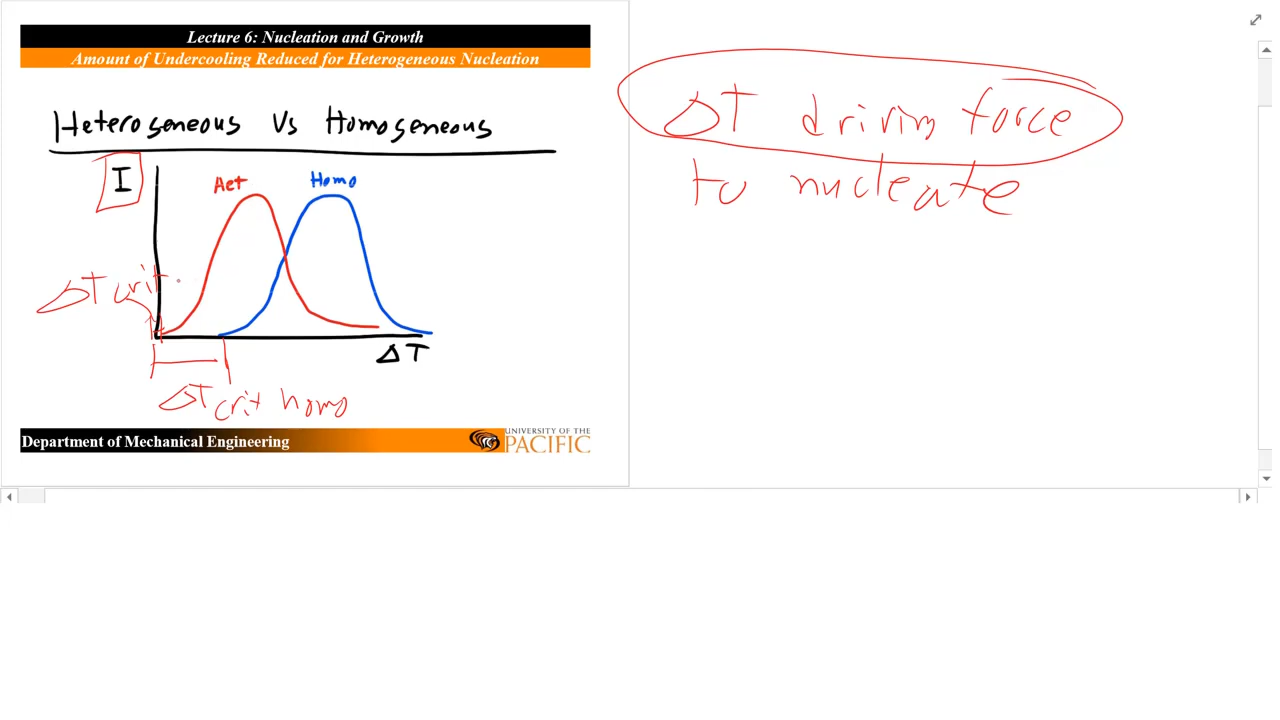 Lecture 6: Nucleation and Growth
Amount of Undercooling Reduced for Heterogeneous Nucleation
Heterogeneous Vs Homogeneous
I
Het
Homo
ΔT crit
ΔT
ΔT crit homo
Department of Mechanical Engineering
UNIVERSITY OF THE
PACIFIC
ΔT drivin force
to nucleate